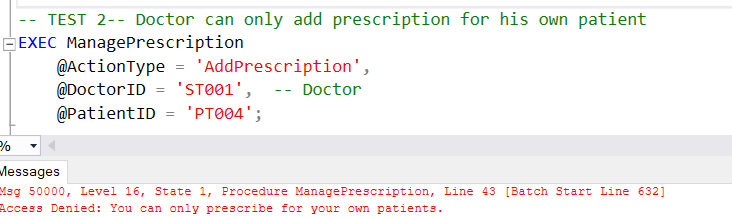 -- TEST 2-- Doctor can only add prescription for his own patient
EXEC ManagePrescription
@ActionType = 'AddPrescription',
@DoctorID = 'ST001',  -- Doctor
@PatientID = 'PT004';
%
Messages
Msg 50000, Level 16, State 1, Procedure ManagePrescription, Line 43 [Batch Start Line 632]
Access Denied: You can only prescribe for your own patients.